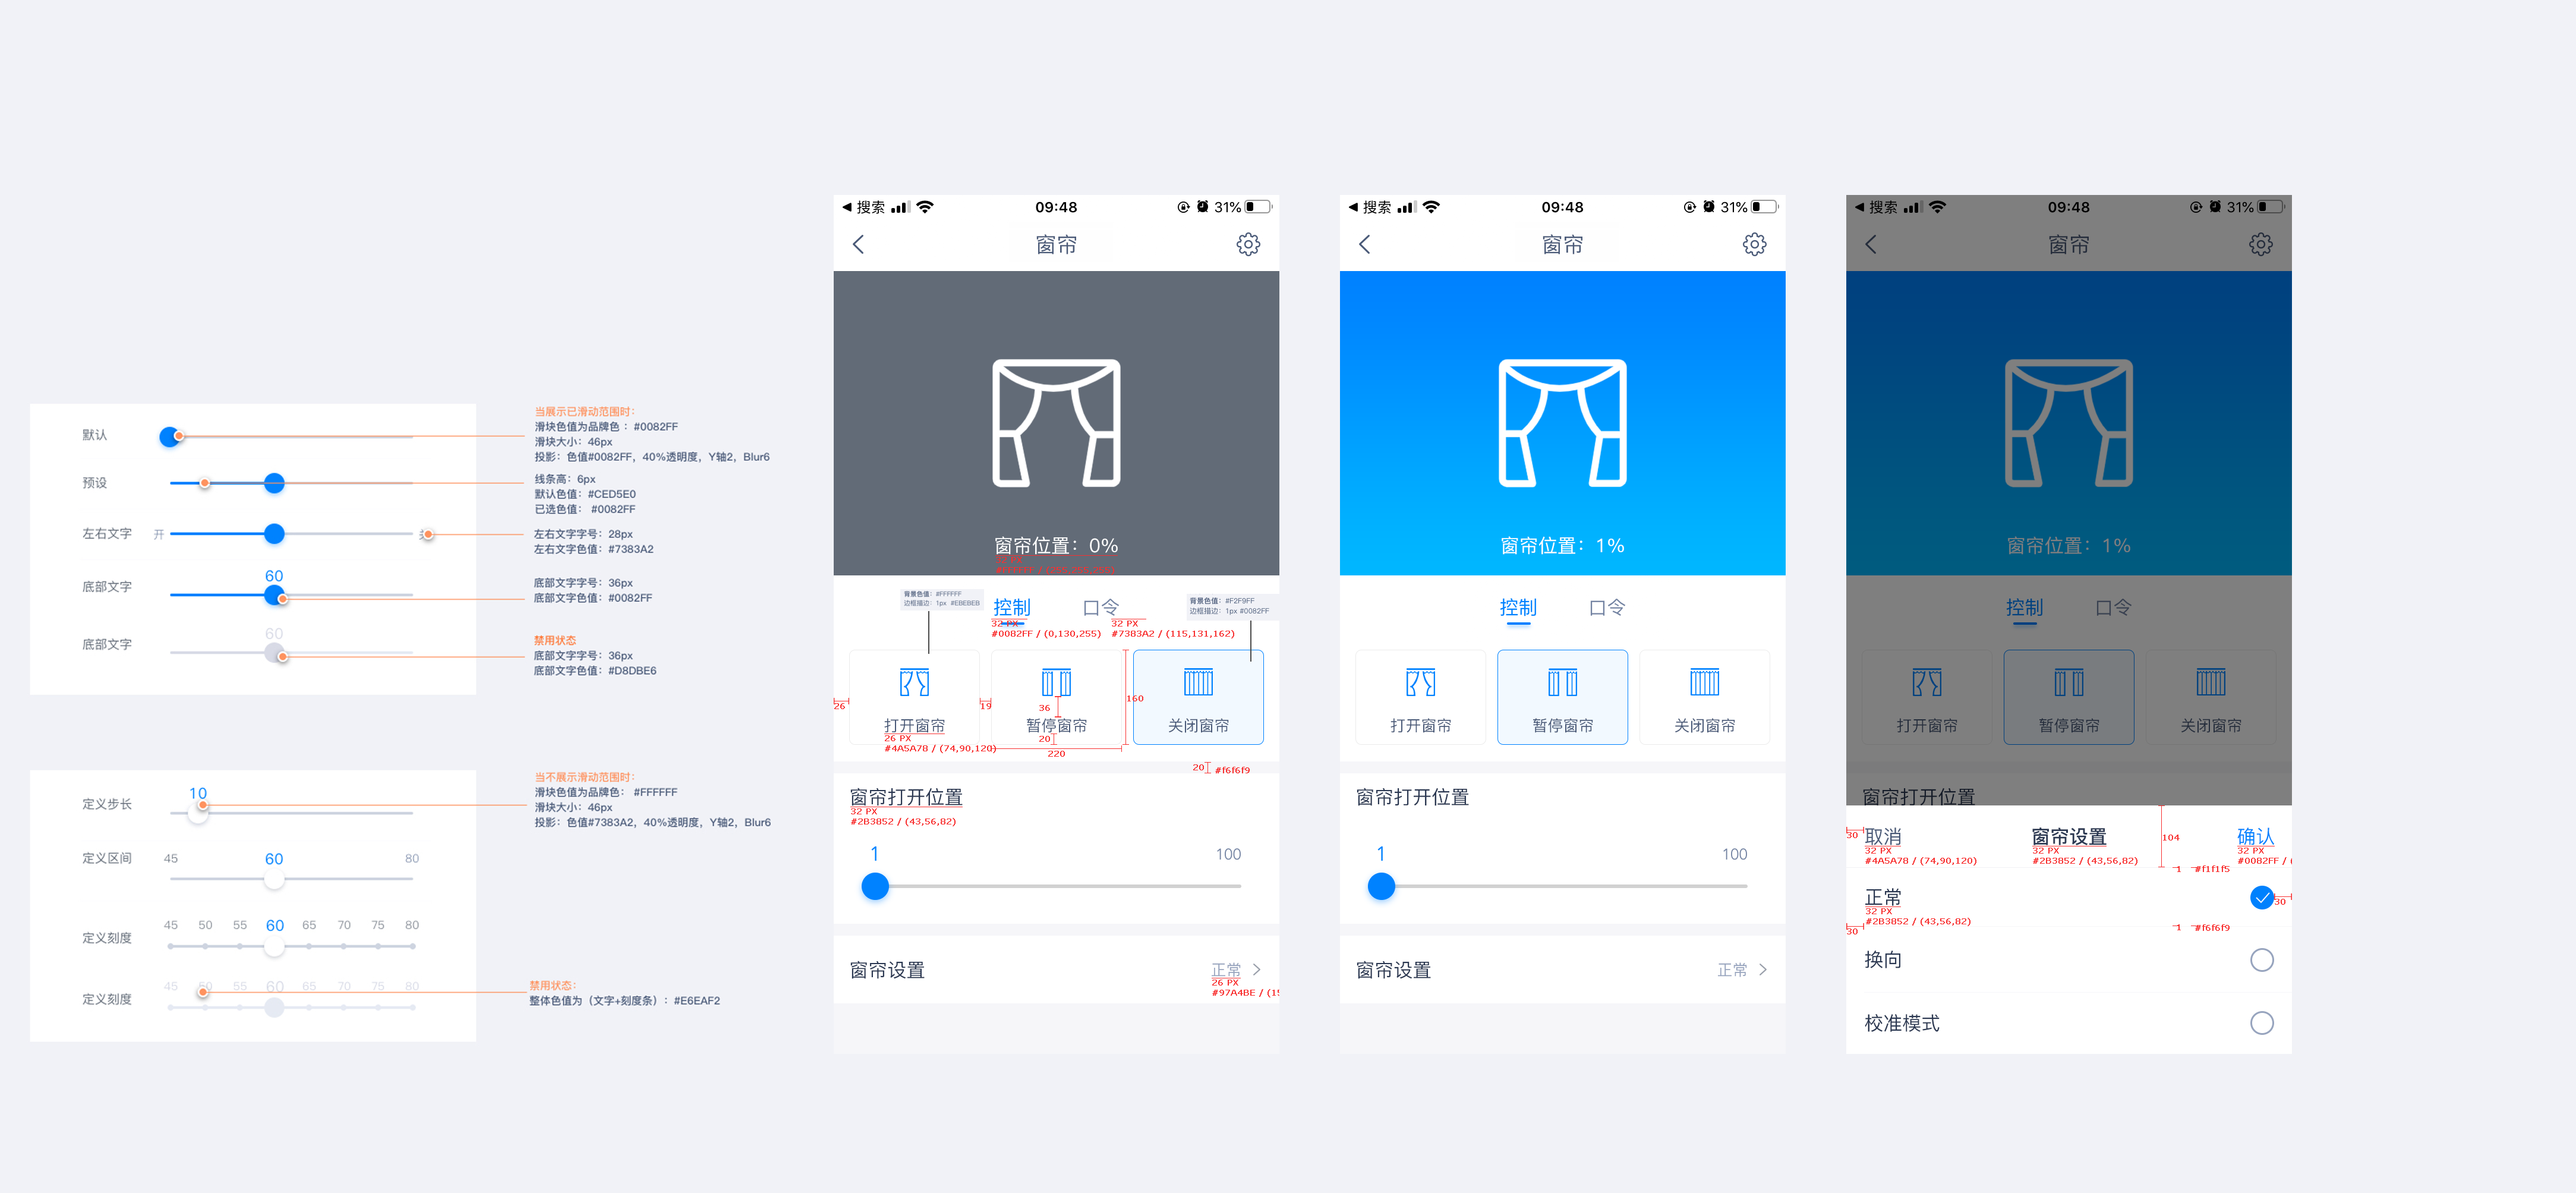 默认
预设
左右文字
开
底部文字
60
底部文字
60
当展示已滑动范围时：
滑块色值为品牌色： #0082FF
滑块大小：46px
投影：色值#0082FF，40%透明度，Y轴2，Blur6
线条高：6px
默认色值：#CED5E0
已选色值： #0082FF
左右文字字号：28px
左右文字色值：#7383A2
底部文字字号：36px
底部文字色值：#0082FF
禁用状态
底部文字字号：36px
底部文字色值：#D8DBE6
定义步长
10
定义区间
45
60
80
定义刻度
45 50 55 60 65 70 75 80
定义刻度
45 50 55 60 65 70 75 80
当不展示滑动范围时：
滑块色值为品牌色： #FFFFFF
滑块大小：46px
投影：色值#7383A2，40%透明度，Y轴2，Blur6
禁用状态：
整体色值为（文字+刻度条）：#E6EAF2
搜索
09:48
31%
窗帘
窗帘位置：0%
背景色值：#FFFFFF
边框描边：1px #EBEBEB
控制
口令
背景色值：#F2F9FF
边框描边：1px #0082FF
32 PX
#0082FF / (0,130,255)
32 PX
#7383A2 / (115,131,162)
26
19
36
160
打开窗帘
暂停窗帘
关闭窗帘
26 PX
#4A5A78 / (74,90,120)
20
220
20
#f6f6f9
窗帘打开位置
32 PX
#2B3852 / (43,56,82)
1
100
窗帘设置
正常
26 PX
#97A4BE / (15
搜索
09:48
31%
窗帘
窗帘位置：1%
控制
口令
打开窗帘
暂停窗帘
关闭窗帘
窗帘打开位置
1
100
窗帘设置
正常
搜索
09:48
31%
窗帘
窗帘位置：1%
控制
口令
打开窗帘
暂停窗帘
关闭窗帘
窗帘打开位置
30
取消
窗帘设置
104
确认
32 PX
#4A5A78 / (74,90,120)
32 PX
#2B3852 / (43,56,82)
32 PX
#0082FF / (
1
#f1f1f5
正常
30
32 PX
#2B3852 / (43,56,82)
30
1
#f6f6f9
换向
校准模式